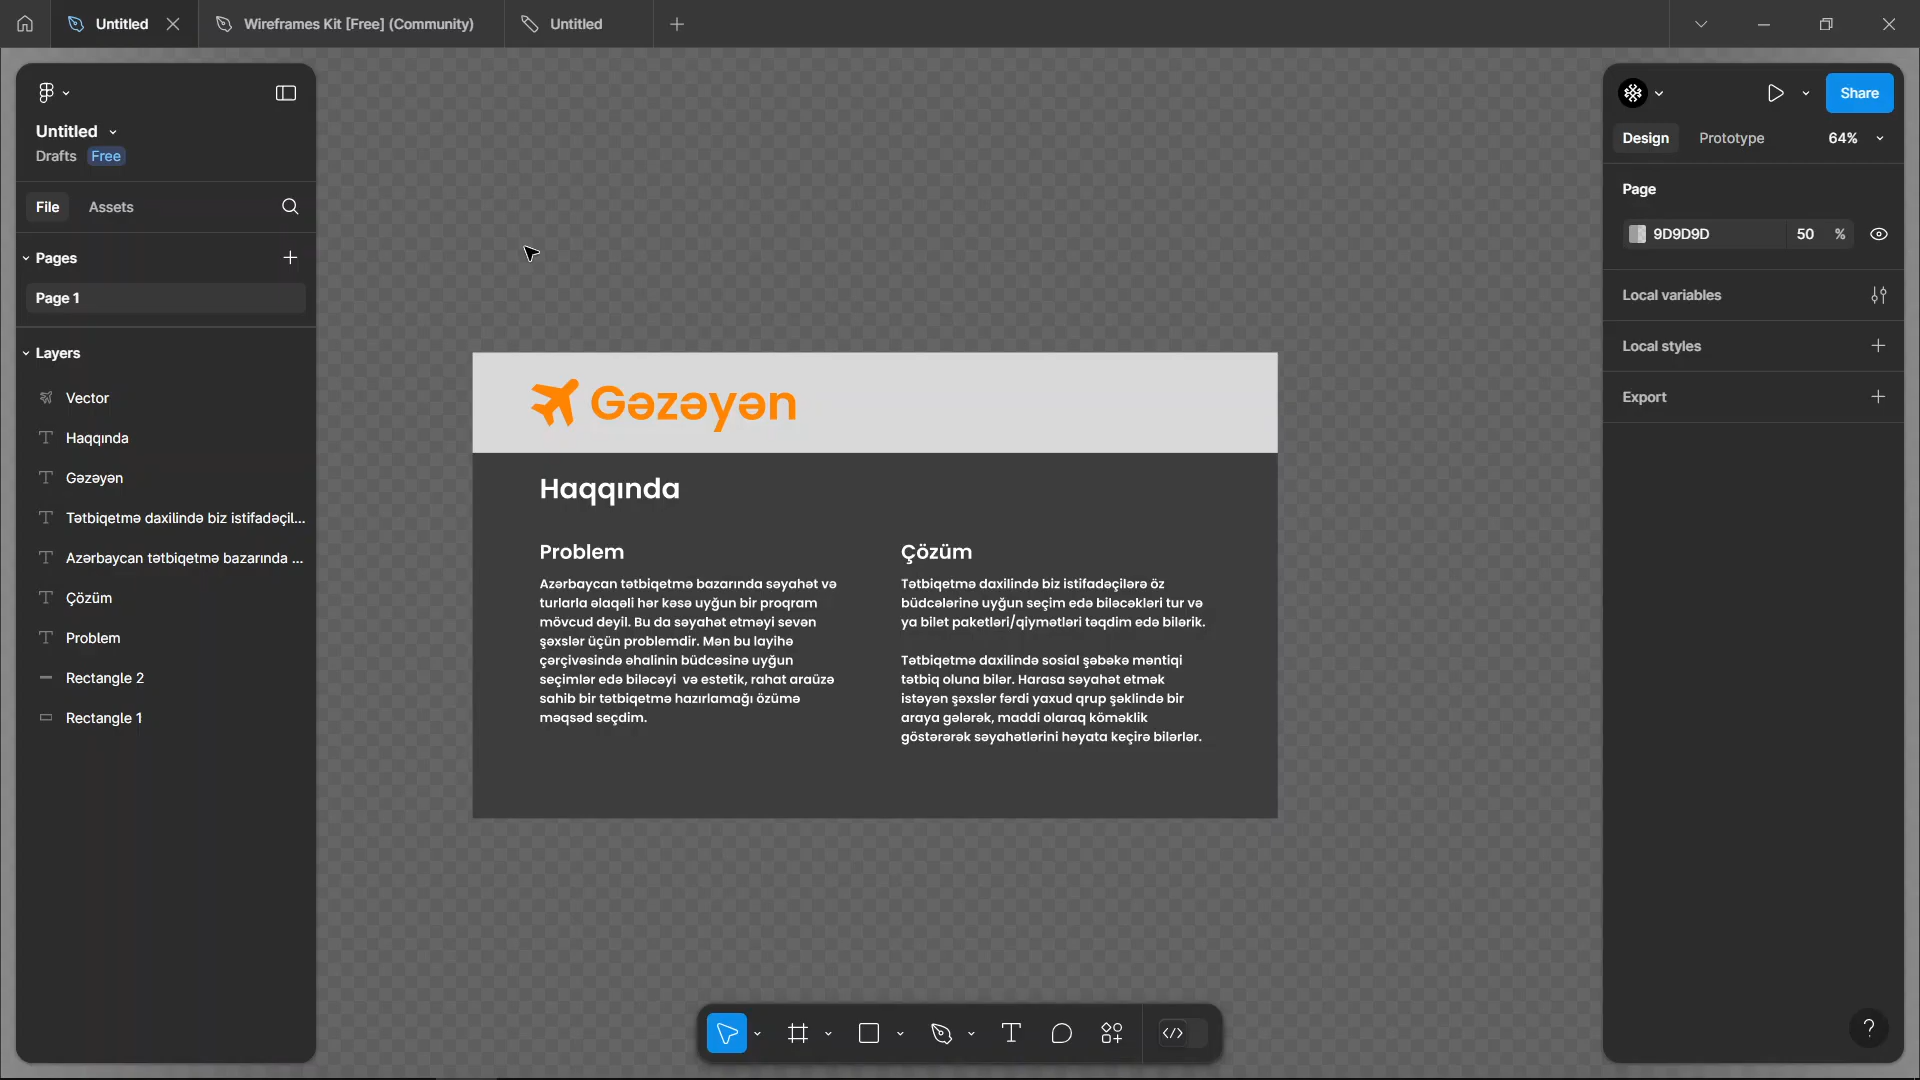 Untitled
Wireframes Kit [Free] (Community)
Untitled
Untitled
Drafts Free
File Assets
Pages
Page 1
Layers
Vector
Haqqında
Gəzəyən
Tətbiqetmə daxilində biz istifadəçil...
Azərbaycan tətbiqetmə bazarında ...
Çözüm
Problem
Rectangle 2
Rectangle 1
Gəzəyən
Haqqında
Problem
Azərbaycan tətbiqetmə bazarında səyahət və
turlarla əlaqəli hər kəsə uyğun bir proqram
mövcud deyil. Bu da səyahət etməyi sevən
şəxslər üçün problemdir. Mən bu layihə
çərçivəsində əhalinin büdcəsinə uyğun
seçimlər edə biləcəyi  və estetik, rahat araüzə
sahib bir tətbiqetmə hazırlamağı özümə
məqsəd seçdim.
Çözüm
Tətbiqetmə daxilində biz istifadəçilərə öz
büdcələrinə uyğun seçim edə biləcəkləri tur və
ya bilet paketləri/qiymətləri təqdim edə bilərik.
Tətbiqetmə daxilində sosial şəbəkə məntiqi
tətbiq oluna bilər. Harasa səyahət etmək
istəyən şəxslər fərdi yaxud qrup şəklində bir
araya gələrək, maddi olaraq köməklik
göstərərək səyahətlərini həyata keçirə bilərlər.
Share
Design Prototype 64%
Page
9D9D9D 50 %
Local variables
Local styles
Export
?